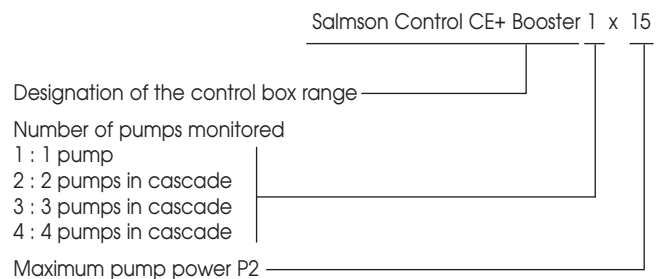 Salmson Control CE+ Booster 1 x 15
Designation of the control box range
Number of pumps monitored
1 : 1 pump
2 : 2 pumps in cascade
3 : 3 pumps in cascade
4 : 4 pumps in cascade
Maximum pump power P2